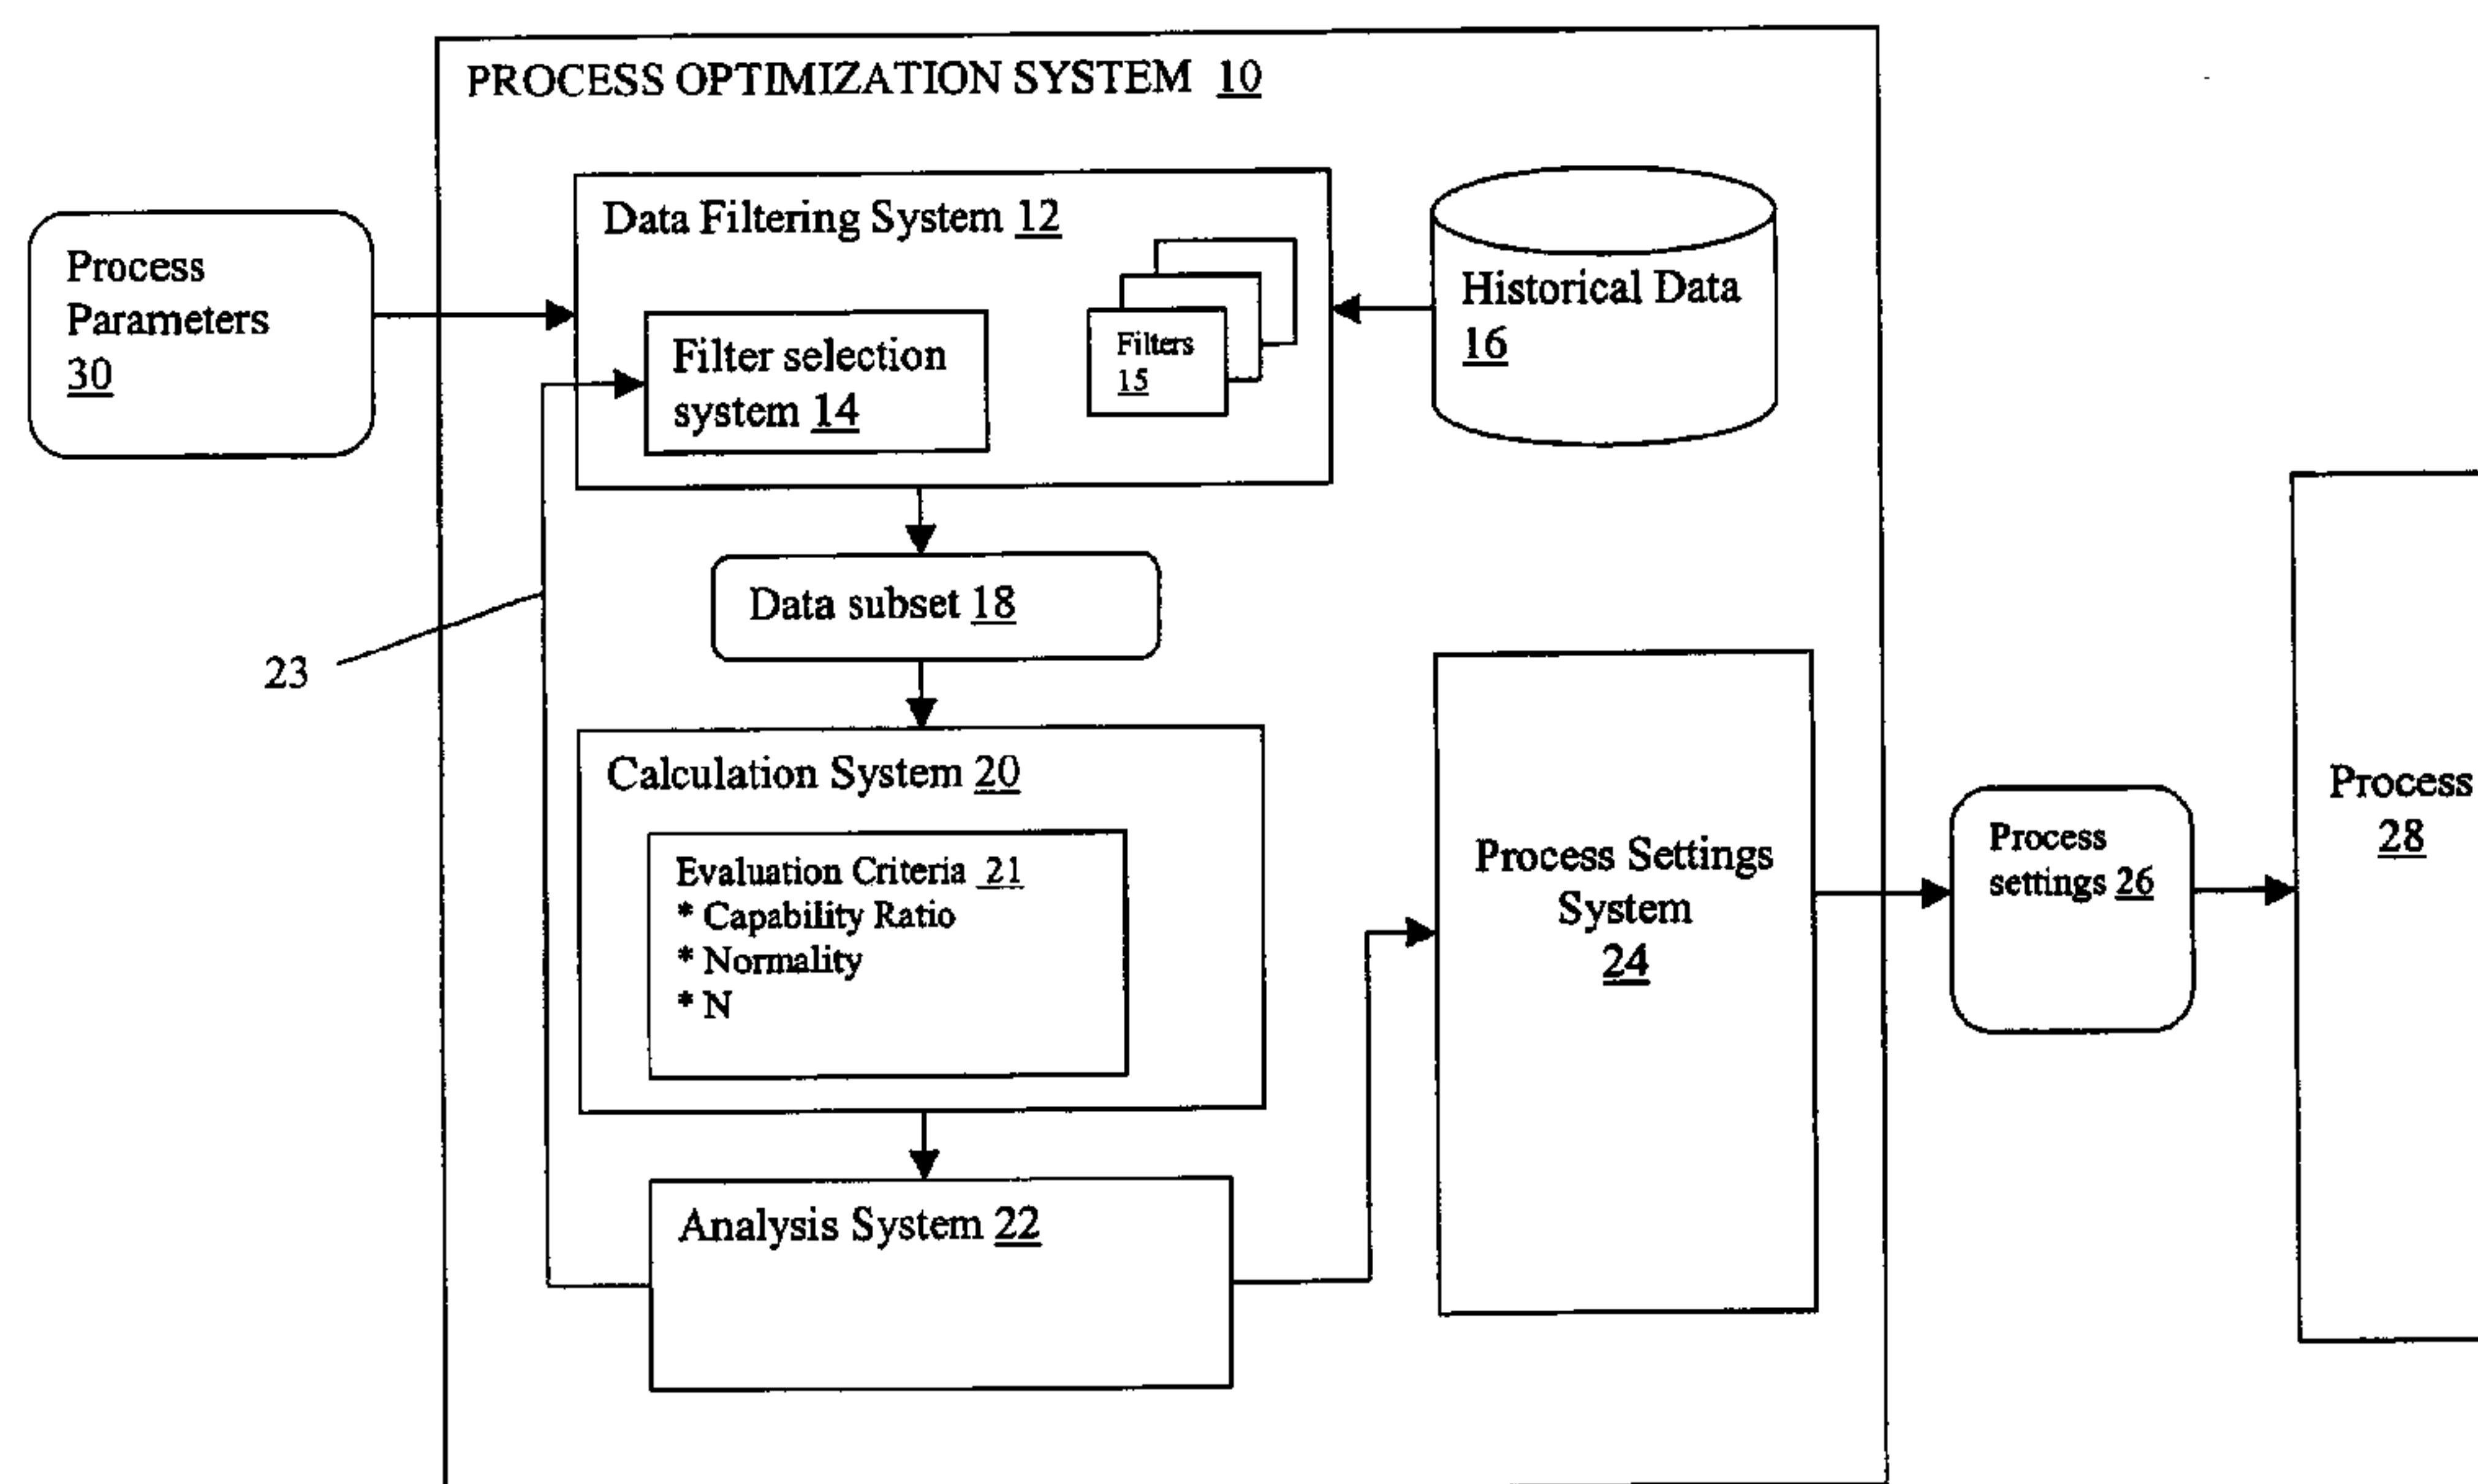 PROCESS OPTIMIZATION SYSTEM 10
Process
Parameters
30
Data Filtering System 12
Filter selection
system 14
Filters
15
Historical Data
16
Data subset 18
23
Calculation System 20
Evaluation Criteria 21
* Capability Ratio
* Normality
* N
Analysis System 22
Process Settings
System
24
Process
settings 26
Process
28